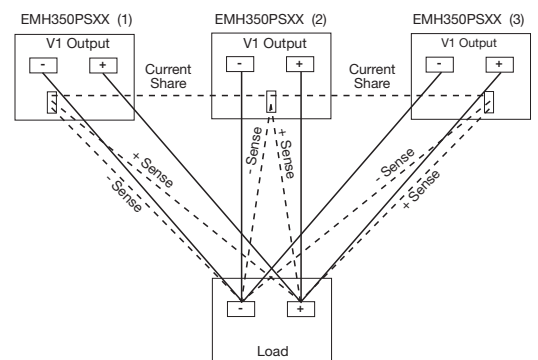 EMH350PSXX (1)
EMH350PSXX (2)
EMH350PSXX (3)
V1 Output
V1 Output
V1 Output
- +
- +
- +
Current
Share
Current
Share
+ Sense
- Sense
- Sense
+ Sense
- Sense
+ Sense
- +
Load